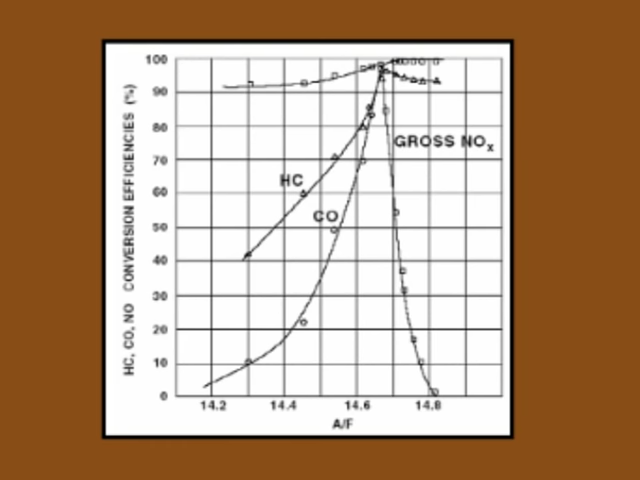 HC, CO, NO CONVERSION EFFICIENCIES (%)
100
90
80
70
60
50
40
30
20
10
0
GROSS NOx
HC
CO
14.2 14.4 14.6 14.8
A/F